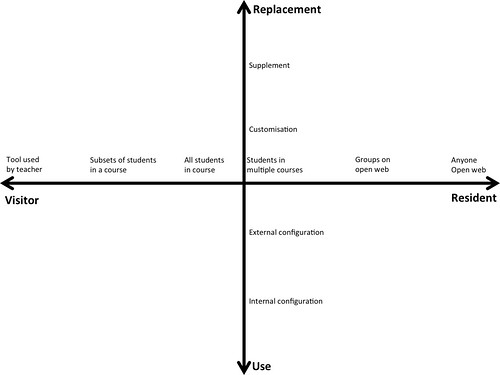 Replacement
Supplement
Customisation
Tool used
by teacher
Subsets of students
in a course
All students
in course
Students in
multiple courses
Groups on
open web
Anyone
Open web
Visitor
Resident
External configuration
Internal configuration
Use